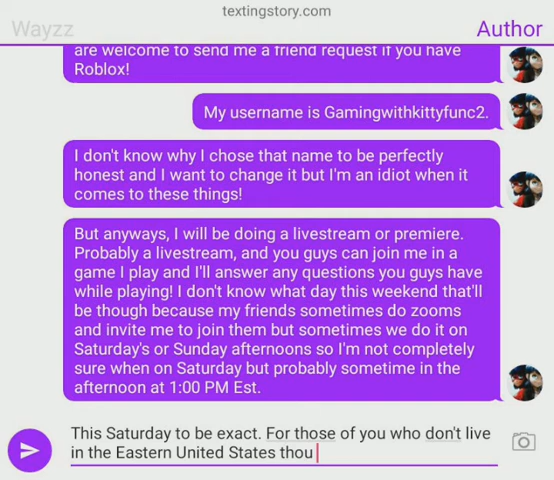 textingstory.com
Wayzz
Author
are welcome to send me a friend request if you have
Roblox!
My username is Gamingwithkittyfunc2.
I don't know why I chose that name to be perfectly
honest and I want to change it but I'm an idiot when it
comes to these things!
But anyways, I will be doing a livestream or premiere.
Probably a livestream, and you guys can join me in a
game I play and I'll answer any questions you guys have
while playing! I don't know what day this weekend that'll
be though because my friends sometimes do zooms
and invite me to join them but sometimes we do it on
Saturday's or Sunday afternoons so I'm not completely
sure when on Saturday but probably sometime in the
afternoon at 1:00 PM Est.
This Saturday to be exact. For those of you who don't live
in the Eastern United States thou